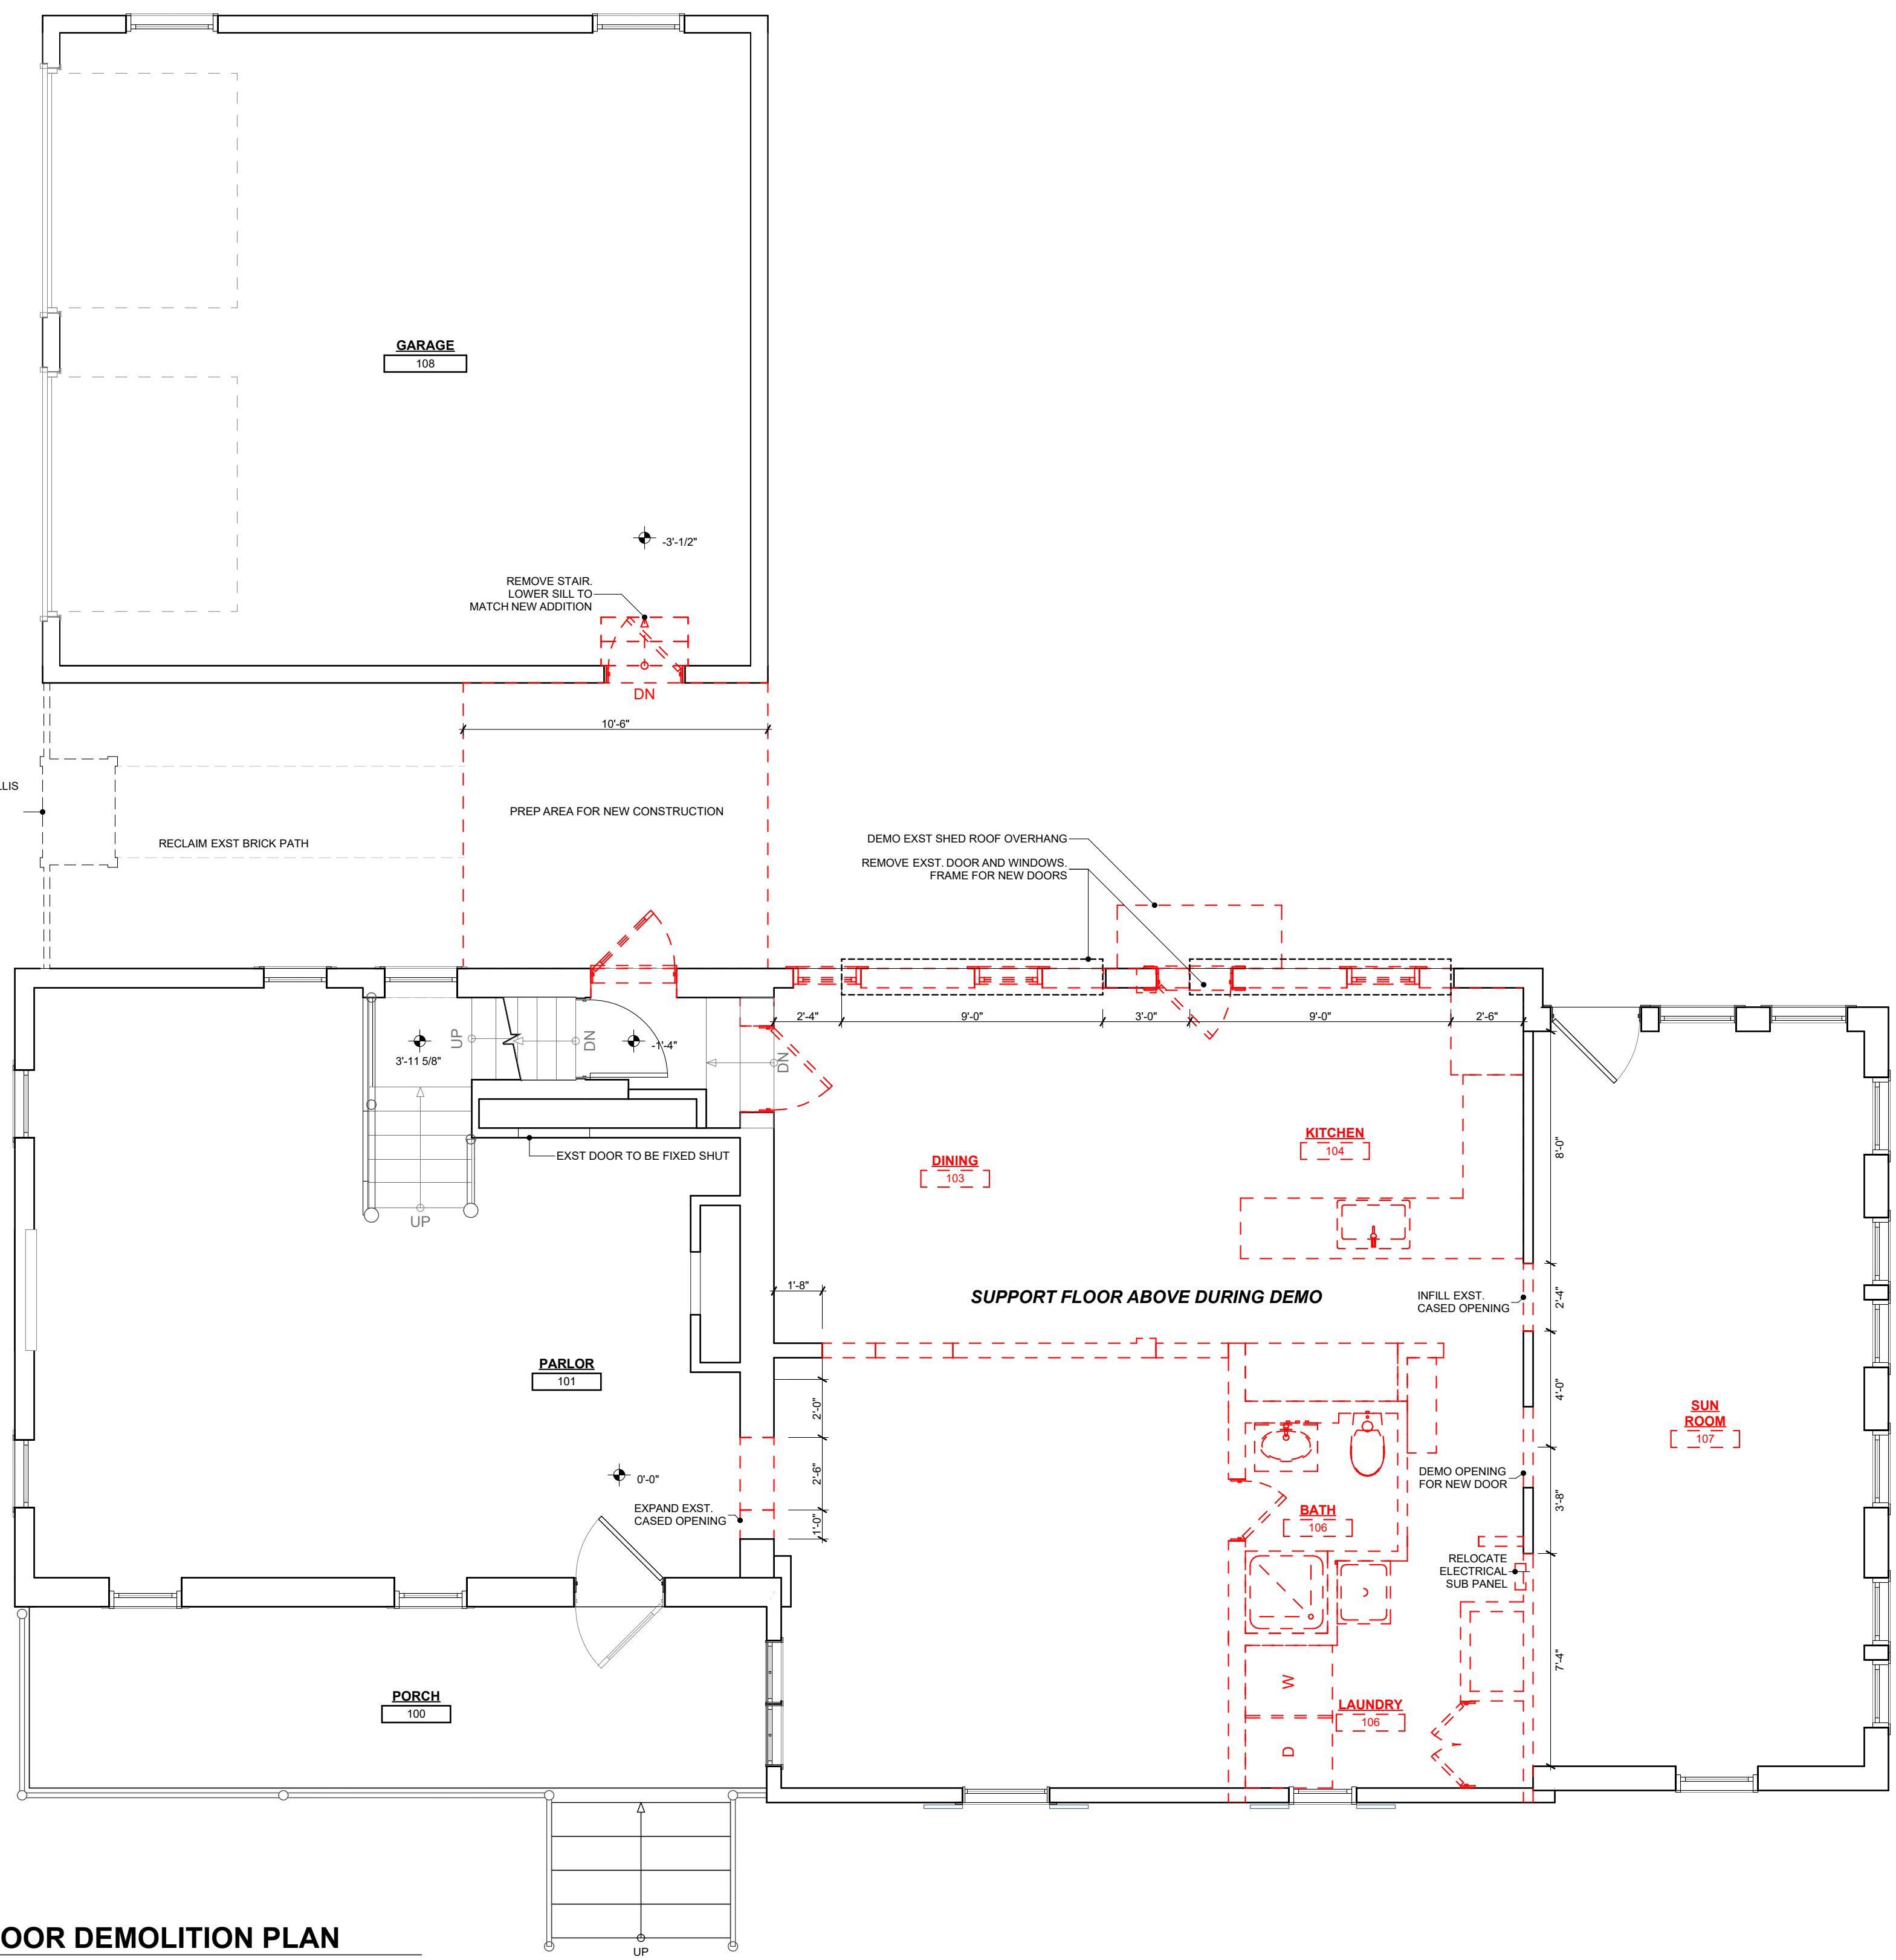 GARAGE
108
-3'-1/2"
REMOVE STAIR.
LOWER SILL TO
MATCH NEW ADDITION
DN
10'-6"
LLIS
PREP AREA FOR NEW CONSTRUCTION
RECLAIM EXST BRICK PATH
DEMO EXST SHED ROOF OVERHANG
REMOVE EXST. DOOR AND WINDOWS.
FRAME FOR NEW DOORS
2'-4"
9'-0"
3'-0"
9'-0"
2'-6"
UP
DN
-1'-4"
3'-11 5/8"
DN
EXST DOOR TO BE FIXED SHUT
UP
DINING
103
KITCHEN
104
8'-0"
1'-8"
SUPPORT FLOOR ABOVE DURING DEMO
INFILL EXST.
CASED OPENING
2'-4"
PARLOR
101
2'-0"
4'-0"
SUN
ROOM
107
0'-0"
2'-6"
EXPAND EXST.
CASED OPENING
1'-0"
DEMO OPENING
FOR NEW DOOR
3'-8"
BATH
106
RELOCATE
ELECTRICAL
SUB PANEL
7'-4"
W
D
LAUNDRY
106
PORCH
100
UP
OOR DEMOLITION PLAN